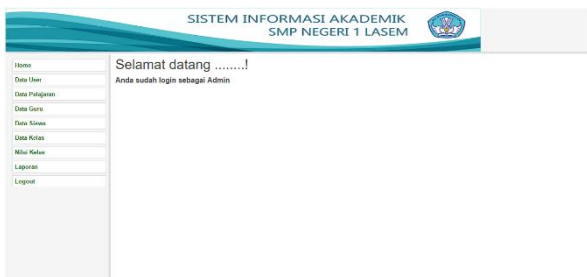 SISTEM INFORMASI AKADEMIK
SMP NEGERI 1 LASEM
Home
Data User
Data Pelajaran
Data Guru
Data Siswa
Data Kelas
Nilai Kelas
Laporan
Logout
Selamat datang ........!
Anda sudah login sebagai Admin